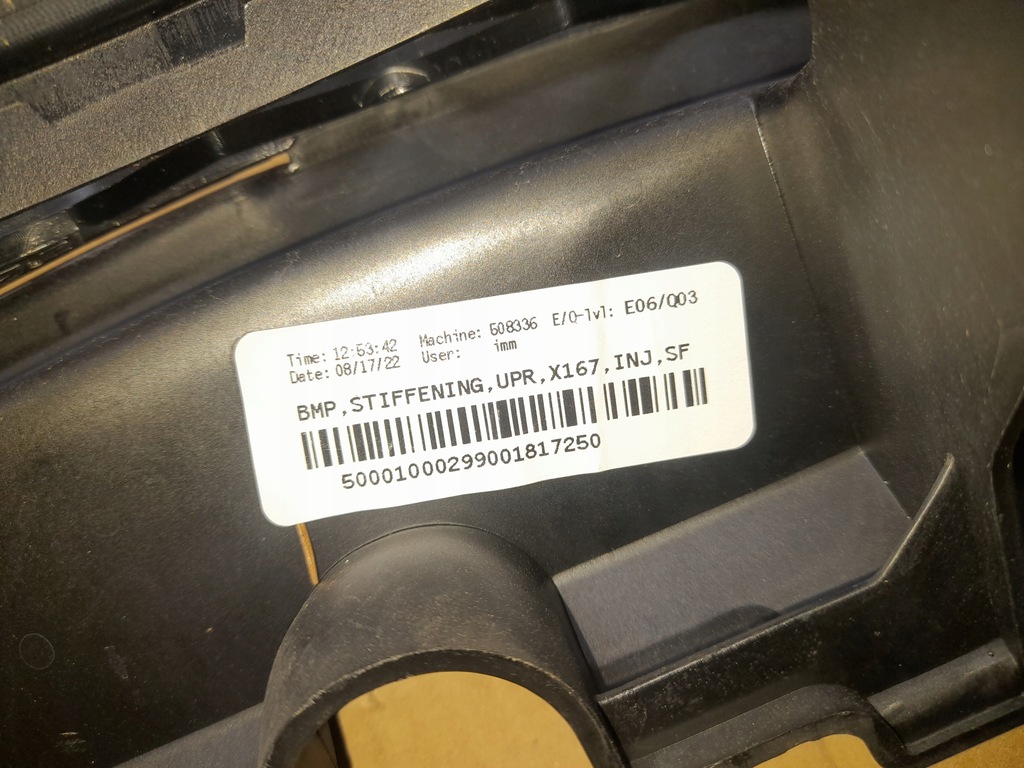 Time: 12:53:42 Machine: 508336 E/Q-lvl: E06/Q03
Date: 08/17/22 User: imm
BMP,STIFFENING,UPR,X167,INJ,SF
50001000299001817250